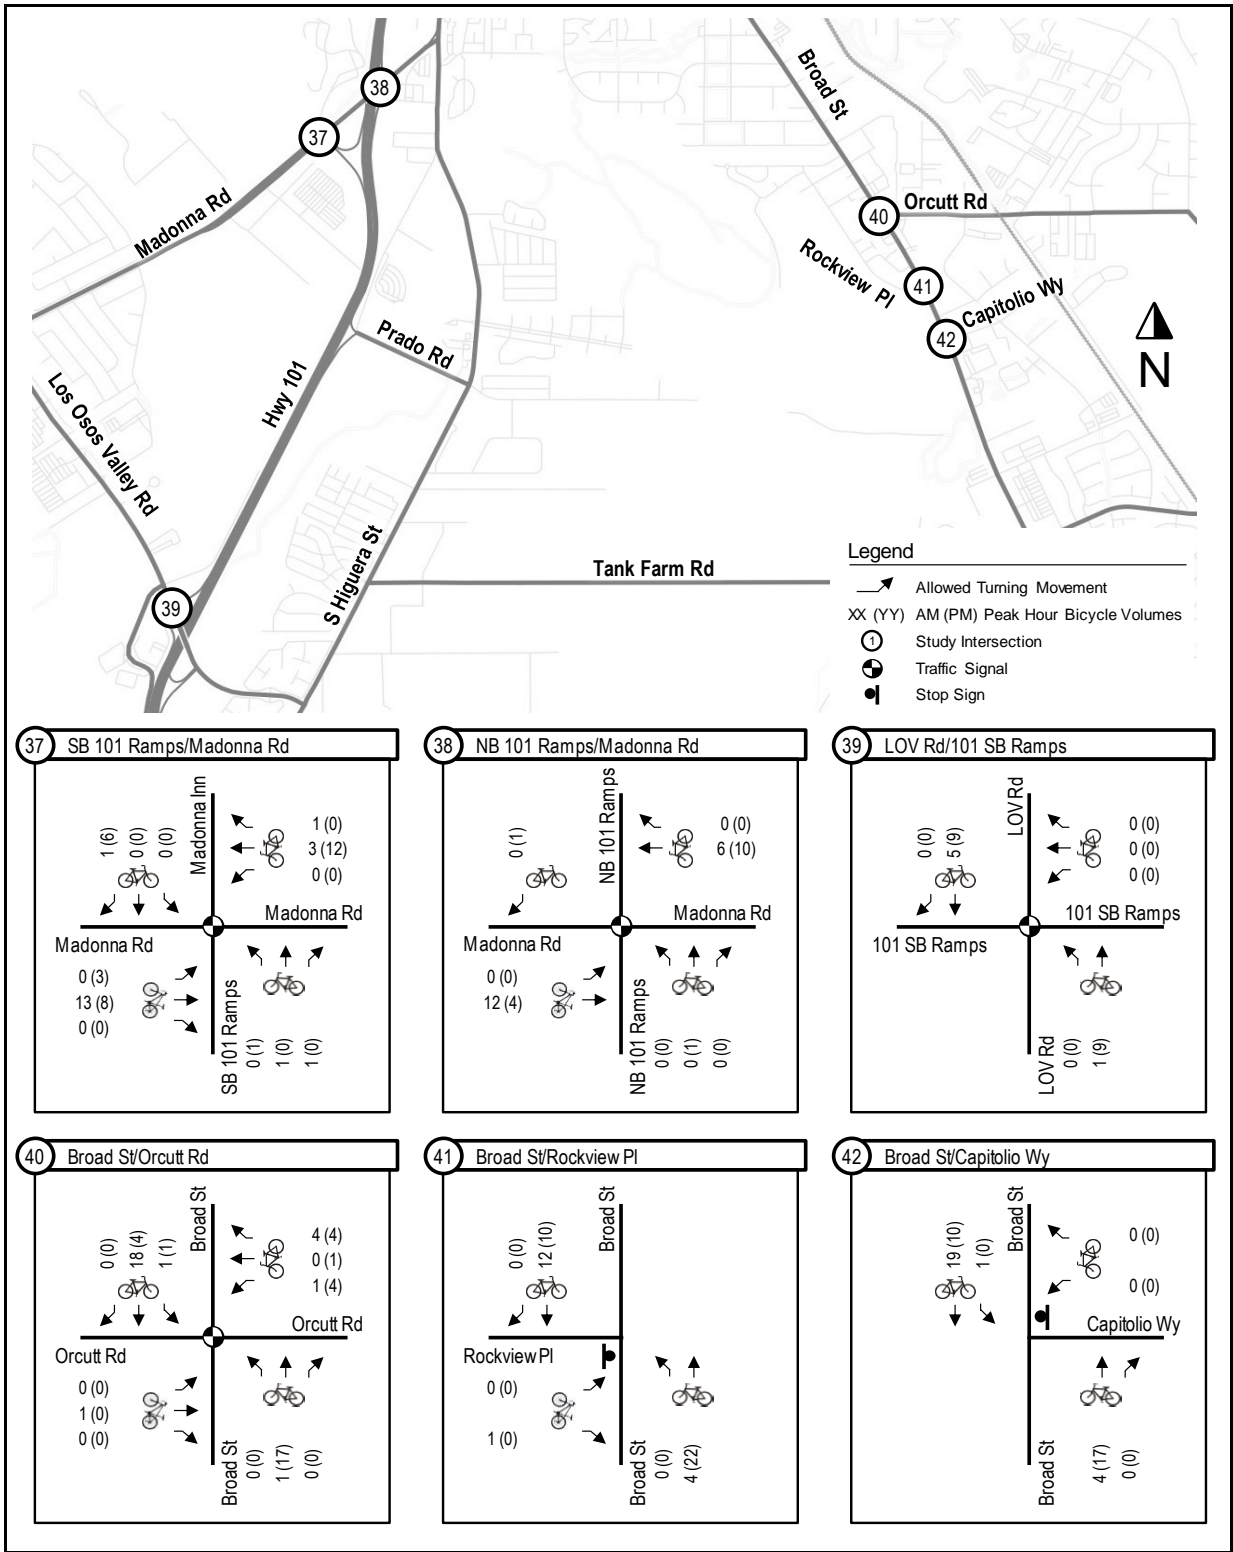 38
37
Broad St
Madonna Rd
40
Orcutt Rd
Rockview Pl
41
Capitolio Wy
42
N
Prado Rd
Hwy 101
Los Osos Valley Rd
S Higuera St
Tank Farm Rd
39
Legend
Allowed Turning Movement
XX (YY) AM (PM) Peak Hour Bicycle Volumes
1 Study Intersection
Traffic Signal
Stop Sign
37 SB 101 Ramps/Madonna Rd
Madonna Inn
1 (6)
0 (0)
0 (0)
1 (0)
3 (12)
0 (0)
Madonna Rd
Madonna Rd
0 (3)
13 (8)
0 (0)
SB 101 Ramps
0 (1)
1 (0)
1 (0)
38 NB 101 Ramps/Madonna Rd
NB 101 Ramps
0 (1)
0 (0)
6 (10)
Madonna Rd
Madonna Rd
0 (0)
12 (4)
NB 101 Ramps
0 (0)
0 (1)
0 (0)
39 LOV Rd/101 SB Ramps
LOV Rd
0 (0)
5 (9)
0 (0)
0 (0)
0 (0)
101 SB Ramps
101 SB Ramps
LOV Rd
0 (0)
1 (9)
40 Broad St/Orcutt Rd
Broad St
0 (0)
18 (4)
1 (1)
4 (4)
0 (1)
1 (4)
Orcutt Rd
Orcutt Rd
0 (0)
1 (0)
0 (0)
Broad St
0 (0)
1 (17)
0 (0)
41 Broad St/Rockview Pl
Broad St
0 (0)
12 (10)
Rockview Pl
0 (0)
1 (0)
Broad St
0 (0)
4 (22)
42 Broad St/Capitolio Wy
Broad St
19 (10)
1 (0)
0 (0)
0 (0)
Capitolio Wy
Broad St
4 (17)
0 (0)